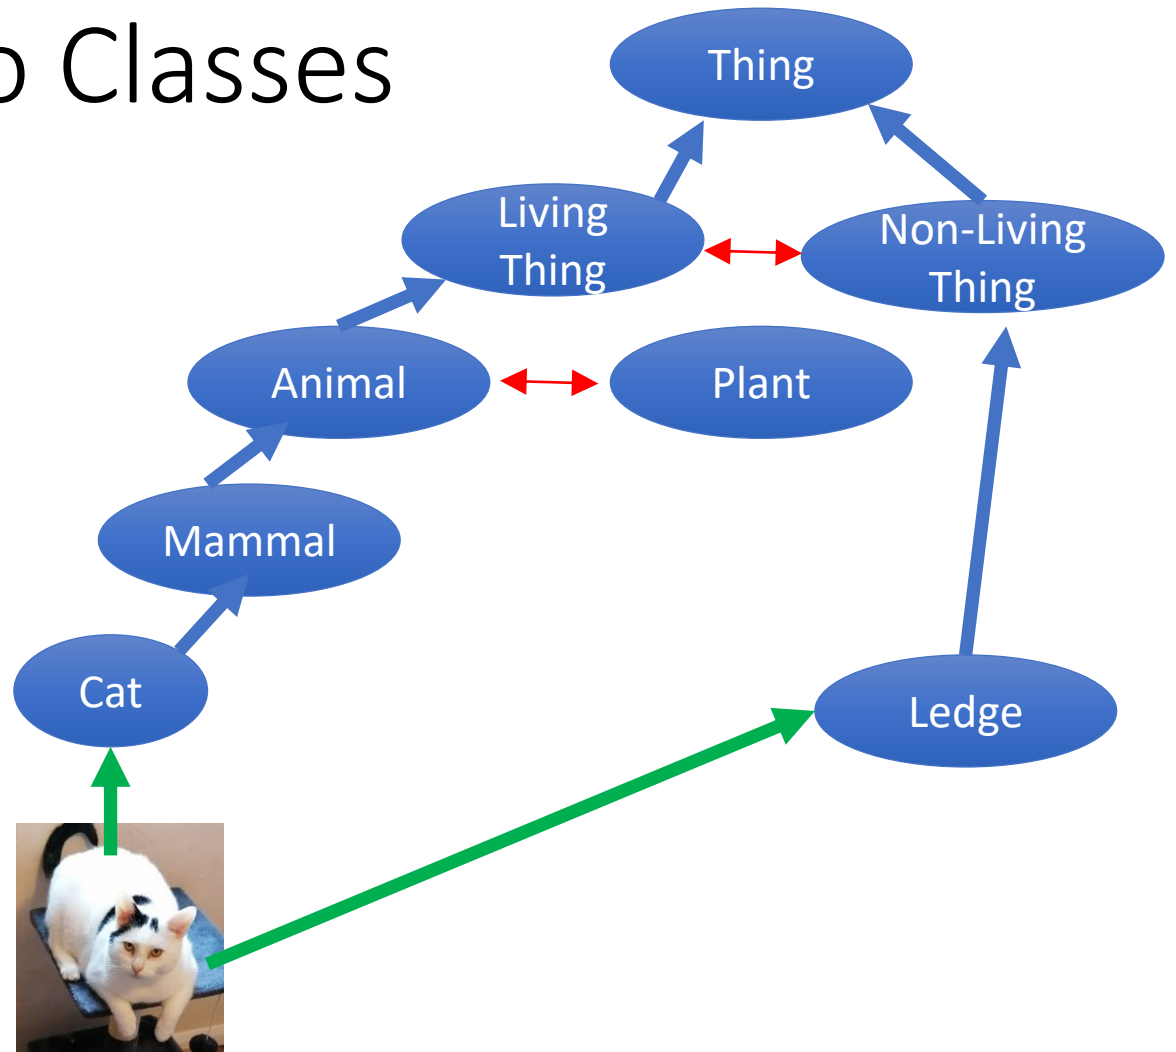 o Classes
Thing
Living
Thing
Non-Living
Thing
Animal
Plant
Mammal
Cat
Ledge